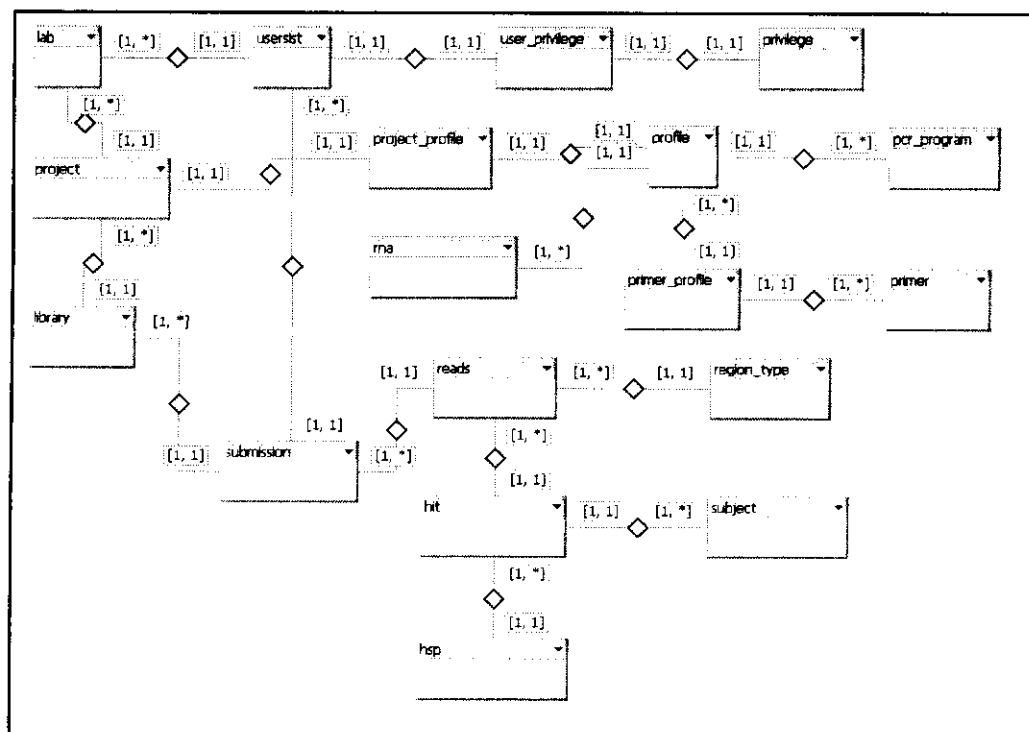 lab [1, *] [1, 1] userslst [1, 1] [1, 1] user_privilege [1, 1] [1, 1] privilege
[1, *] [1, *]
[1, 1] [1, 1] project_profile [1, 1] [1, 1] profile [1, 1] [1, *] pcr_program
[1, 1]
project [1, 1]
[1, *] [1, *]
rna [1, *]
[1, 1]
[1, 1] primer_profile [1, 1] [1, *] primer
library [1, *]
[1, 1] reads [1, *] [1, 1] region_type
[1, 1] [1, *]
[1, 1] submission [1, *]
[1, 1]
hit [1, 1] [1, *] subject
[1, *]
[1, 1]
hsp